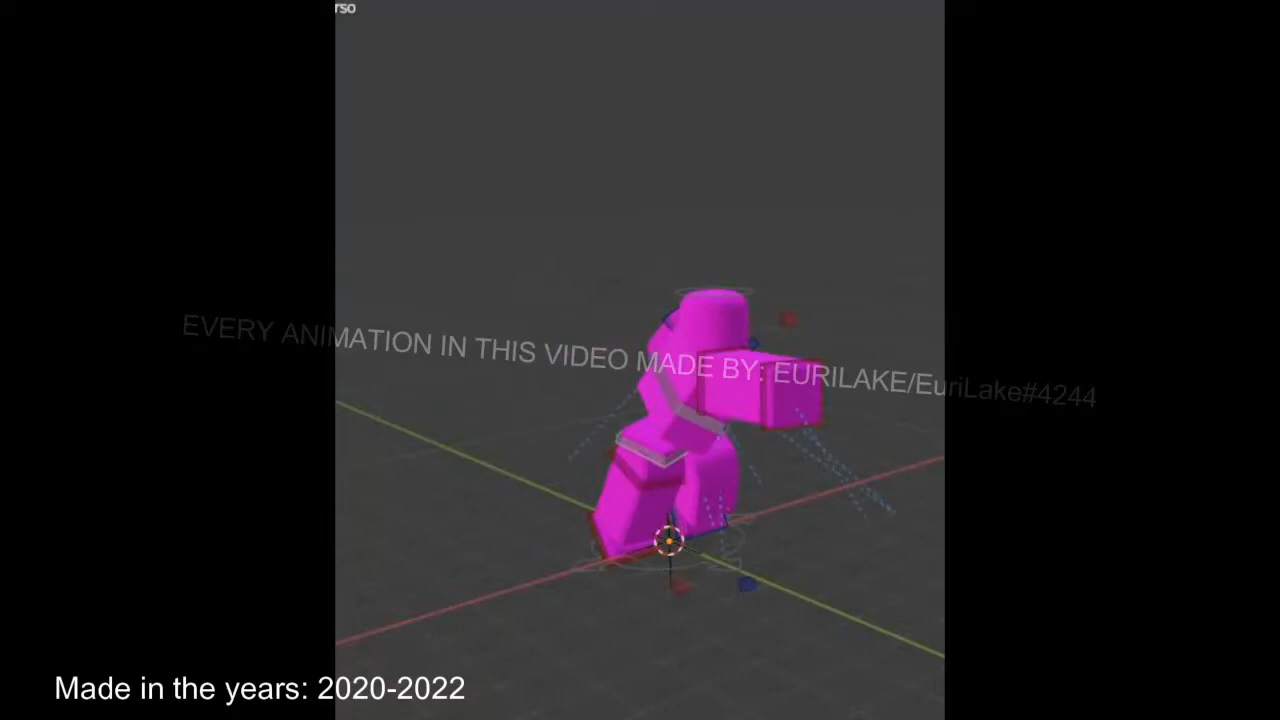 rso
EVERY ANIMATION IN THIS VIDEO MADE BY: EURILAKE/EuriLake#4244
Made in the years: 2020-2022